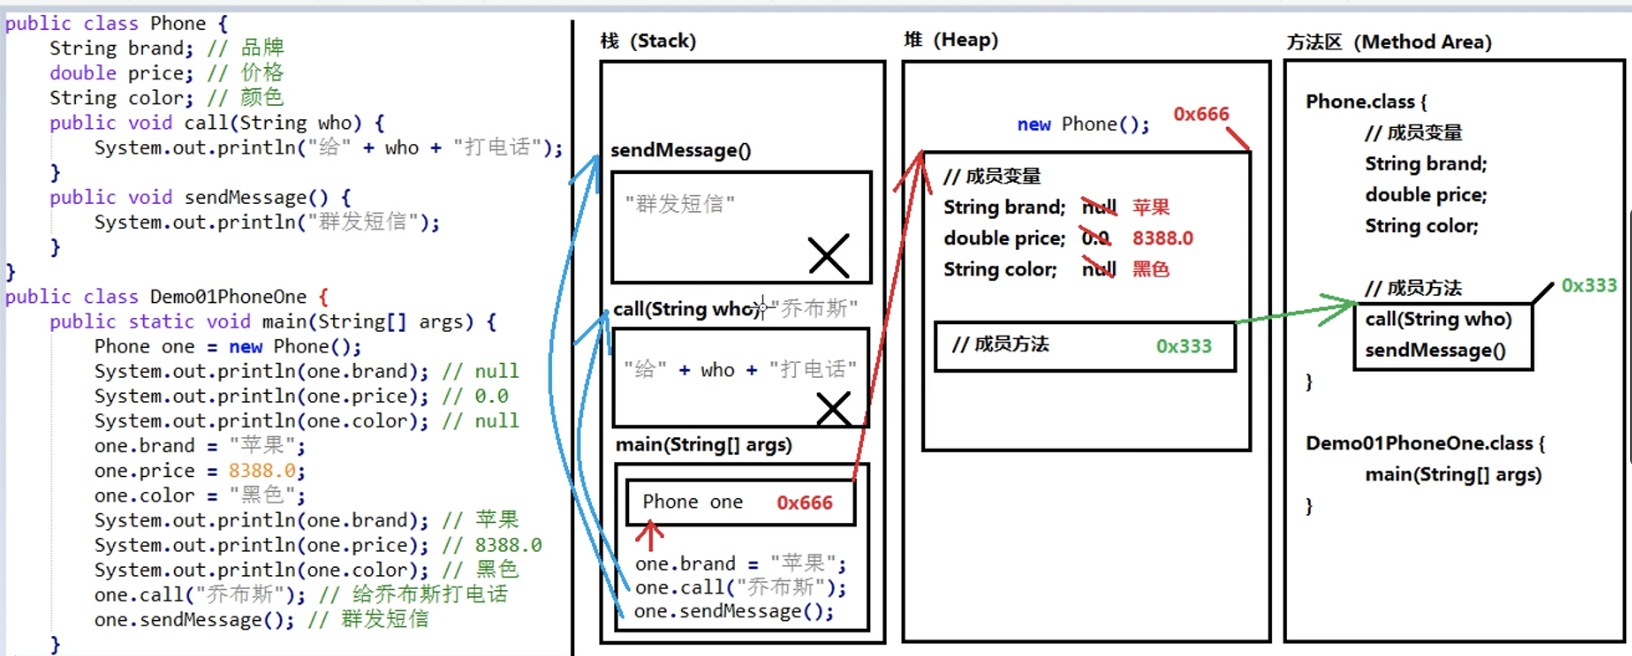 public class Phone {
String brand; // 品牌
double price; // 价格
String color; // 颜色
public void call(String who) {
System.out.println("给" + who + "打电话");
}
public void sendMessage() {
System.out.println("群发短信");
}
}
public class Demo01PhoneOne {
public static void main(String[] args) {
Phone one = new Phone();
System.out.println(one.brand); // null
System.out.println(one.price); // 0.0
System.out.println(one.color); // null
one.brand = "苹果";
one.price = 8388.0;
one.color = "黑色";
System.out.println(one.brand); // 苹果
System.out.println(one.price); // 8388.0
System.out.println(one.color); // 黑色
one.call("乔布斯"); // 给乔布斯打电话
one.sendMessage(); // 群发短信
}
栈（Stack）
sendMessage()
"群发短信"
call(String who) "乔布斯"
"给" + who + "打电话"
main(String[] args)
Phone one 0x666
one.brand = "苹果";
one.call("乔布斯");
one.sendMessage();
堆（Heap）
new Phone(); 0x666
// 成员变量
String brand; null 苹果
double price; 0.0 8388.0
String color; null 黑色
// 成员方法 0x333
方法区（Method Area）
Phone.class {
// 成员变量
String brand;
double price;
String color;
// 成员方法 0x333
call(String who)
sendMessage()
}
Demo01PhoneOne.class {
main(String[] args)
}